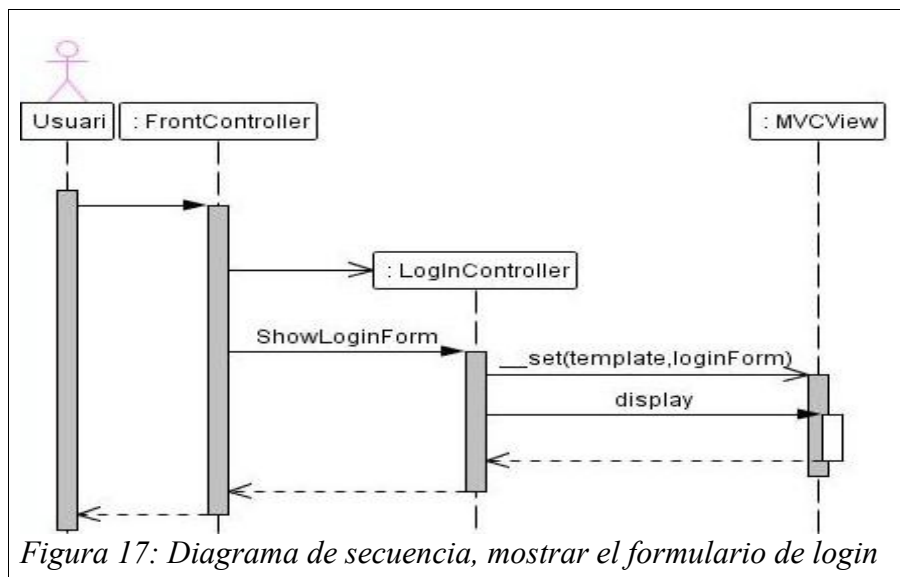 Usuari
: FrontController
: MVCView
: LogInController
ShowLoginForm
__set(template,loginForm)
display
Figura 17: Diagrama de secuencia, mostrar el formulario de login